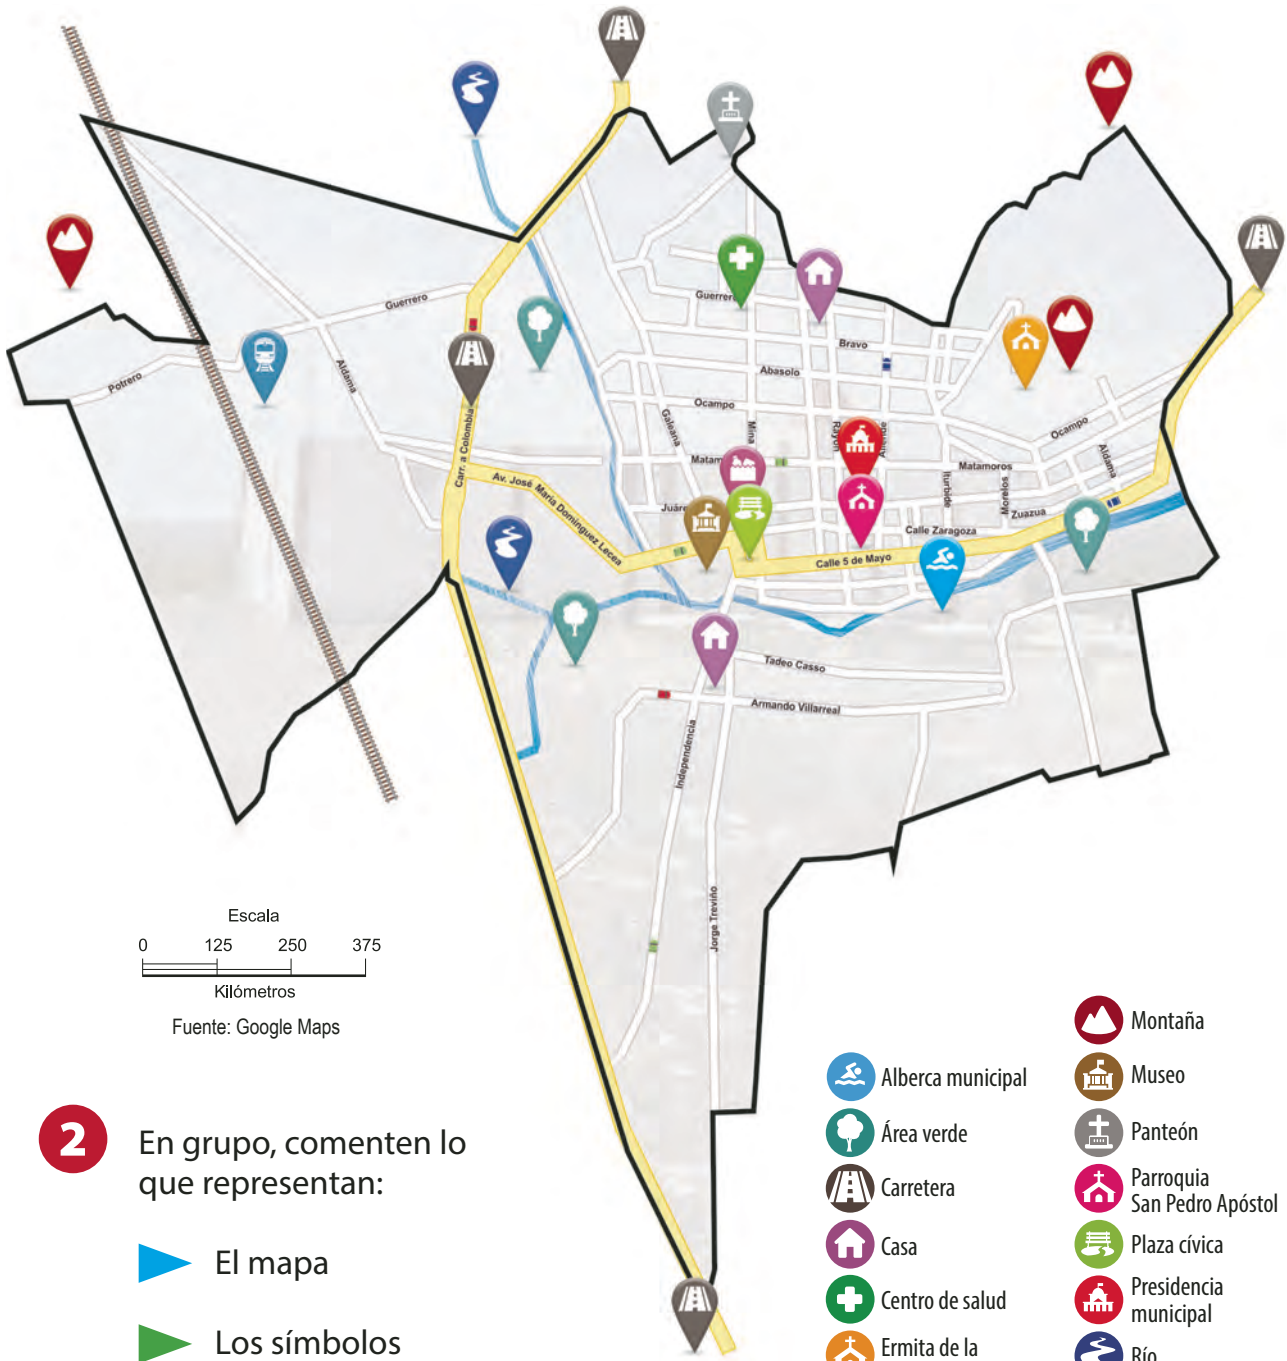 Guerrero
Guerrero
Potrero
Aldama
Bravo
Abasolo
Ocampo
Ocampo
Galeana
Mina
Rayón
Allende
Carr. a Colombia
Matam
Matamoros
Aldama
Iturbide
Morelos
Av. José María Domínguez Lecea
Juáre
Zuazua
Calle Zaragoza
Calle 5 de Mayo
Tadeo Casso
Armando Villarreal
Independencia
Jorge Treviño
Escala
0 125 250 375
Kilómetros
Fuente: Google Maps
2
En grupo, comenten lo
que representan:
El mapa
Los símbolos
Alberca municipal
Área verde
Carretera
Casa
Centro de salud
Ermita de la
Montaña
Museo
Panteón
Parroquia
San Pedro Apóstol
Plaza cívica
Presidencia
municipal
Río